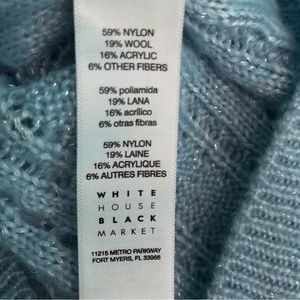 59% NYLON
19% WOOL
16% ACRYLIC
6% OTHER FIBERS
59% poliamida
19% LANA
16% acrílico
6% otras fibras
59% NYLON
19% LAINE
16% ACRYLIQUE
6% AUTRES FIBRES
WHITE
HOUSE
BLACK
MARKET
11215 METRO PARKWAY
FORT MYERS, FL 33966